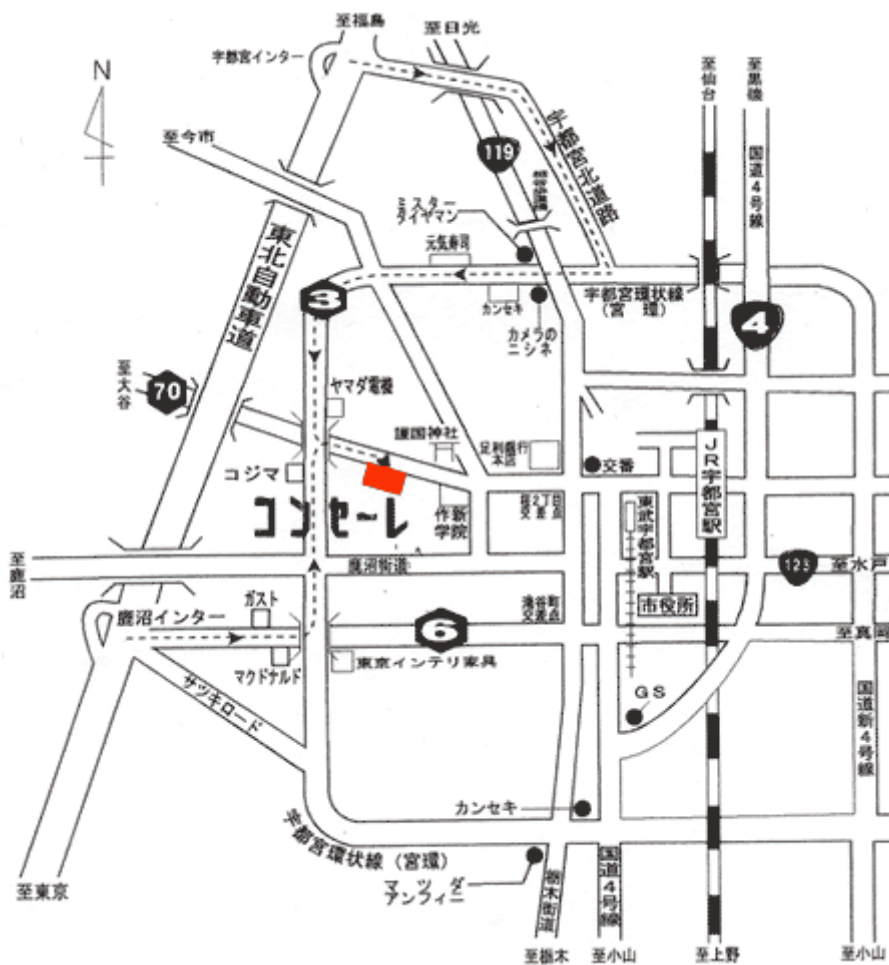 至福島
至日光
宇都宮インター
N
至仙台
至黒磯
至今市
119
宇都宮北道路
国道4号線
ミスター
タイヤマン
元気寿司
東北自動車道
3
カンセキ
宇都宮環状線
(宮環)
カメラの
ニシネ
4
至大谷
70
ヤマダ電機
護国神社
足利銀行
本店
交番
JR宇都宮駅
コジマ
コンセーレ
作新
学院
桜2丁目
交差点
東武宇都宮駅
至鹿沼
鹿沼街道
123
至水戸
ガスト
滝谷町
交差点
市役所
鹿沼インター
6
至真岡
マクドナルド
東京インテリ家具
サツキロード
GS
国道新4号線
カンセキ
宇都宮環状線(宮環)
至東京
マツダ
アンフィニー
栃木街道
国道4号線
至栃木
至小山
至上野
至小山